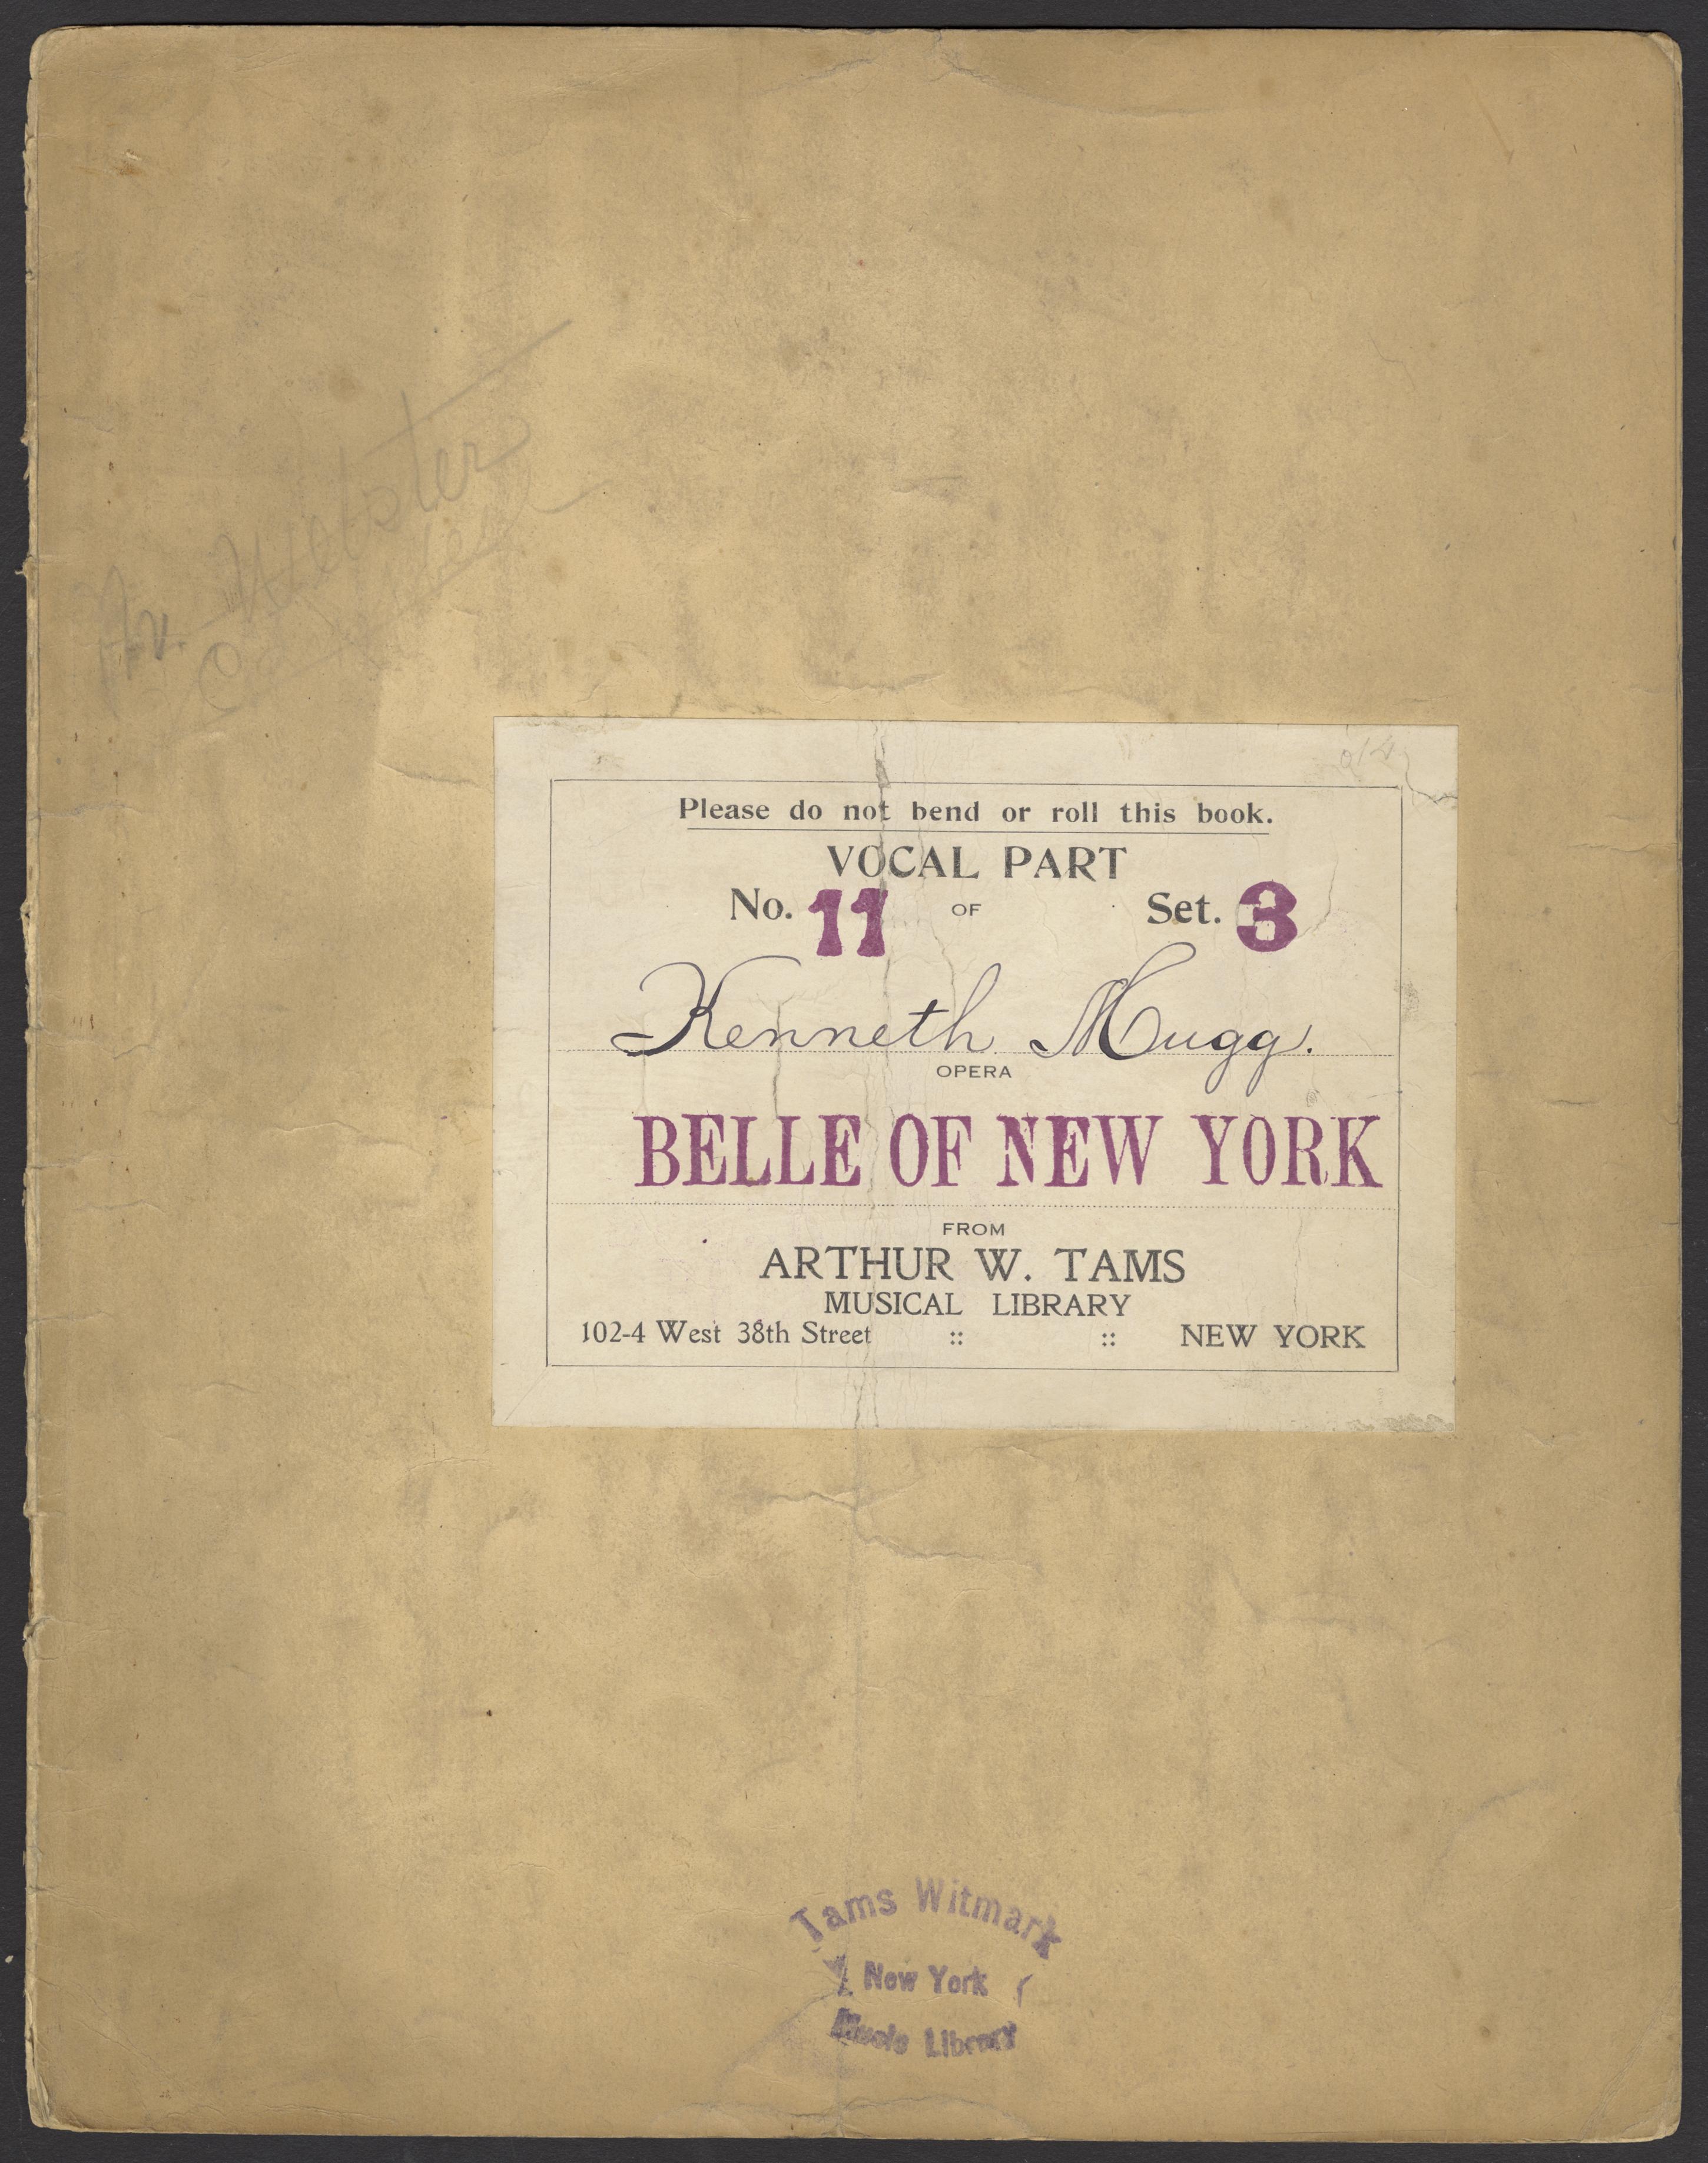 Webster
Please do not bend or roll this book.
VOCAL PART
No. 11 OF Set. 3
Kenneth Mugg.
OPERA
BELLE OF NEW YORK
FROM
ARTHUR W. TAMS
MUSICAL LIBRARY
102-4 West 38th Street :: :: NEW YORK
Tams Witmark
New York
Music Library